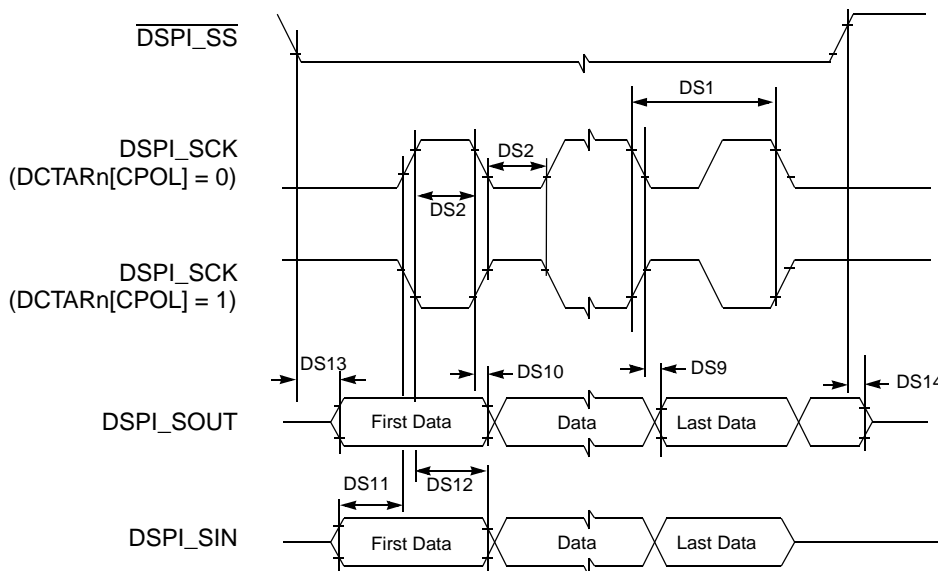 DSPI_SS
DS1
DSPI_SCK
(DCTARn[CPOL] = 0)
DS2
DS2
DSPI_SCK
(DCTARn[CPOL] = 1)
DS13
DS10
DS9
DS14
DSPI_SOUT
First Data
Data
Last Data
DS11
DS12
DSPI_SIN
First Data
Data
Last Data